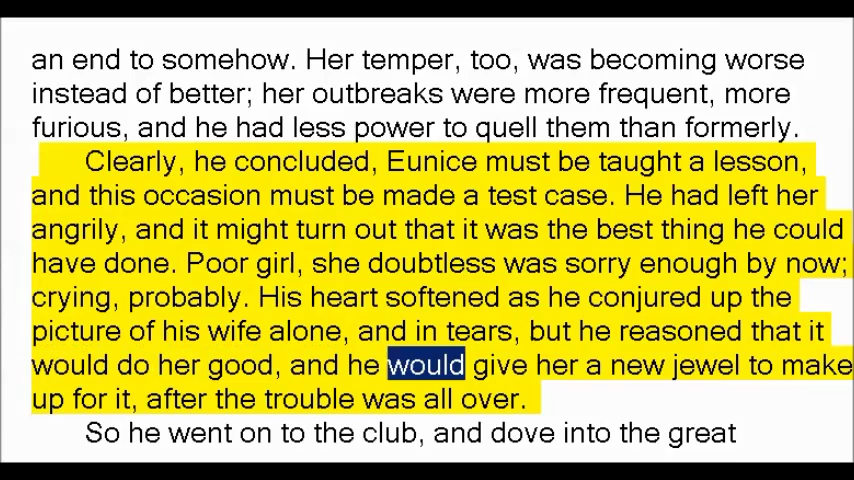 an end to somehow. Her temper, too, was becoming worse
instead of better; her outbreaks were more frequent, more
furious, and he had less power to quell them than formerly.
Clearly, he concluded, Eunice must be taught a lesson,
and this occasion must be made a test case. He had left her
angrily, and it might turn out that it was the best thing he could
have done. Poor girl, she doubtless was sorry enough by now;
crying, probably. His heart softened as he conjured up the
picture of his wife alone, and in tears, but he reasoned that it
would do her good, and he would give her a new jewel to make
up for it, after the trouble was all over.
So he went on to the club, and dove into the great